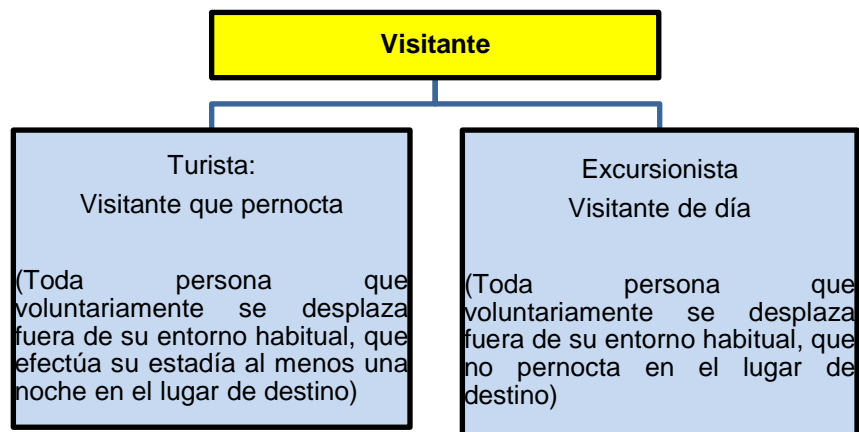 Visitante
Turista:
Visitante que pernocta
(Toda persona que
voluntariamente se desplaza
fuera de su entorno habitual, que
efectúa su estadía al menos una
noche en el lugar de destino)
Excursionista
Visitante de día
(Toda persona que
voluntariamente se desplaza
fuera de su entorno habitual, que
no pernocta en el lugar de
destino)